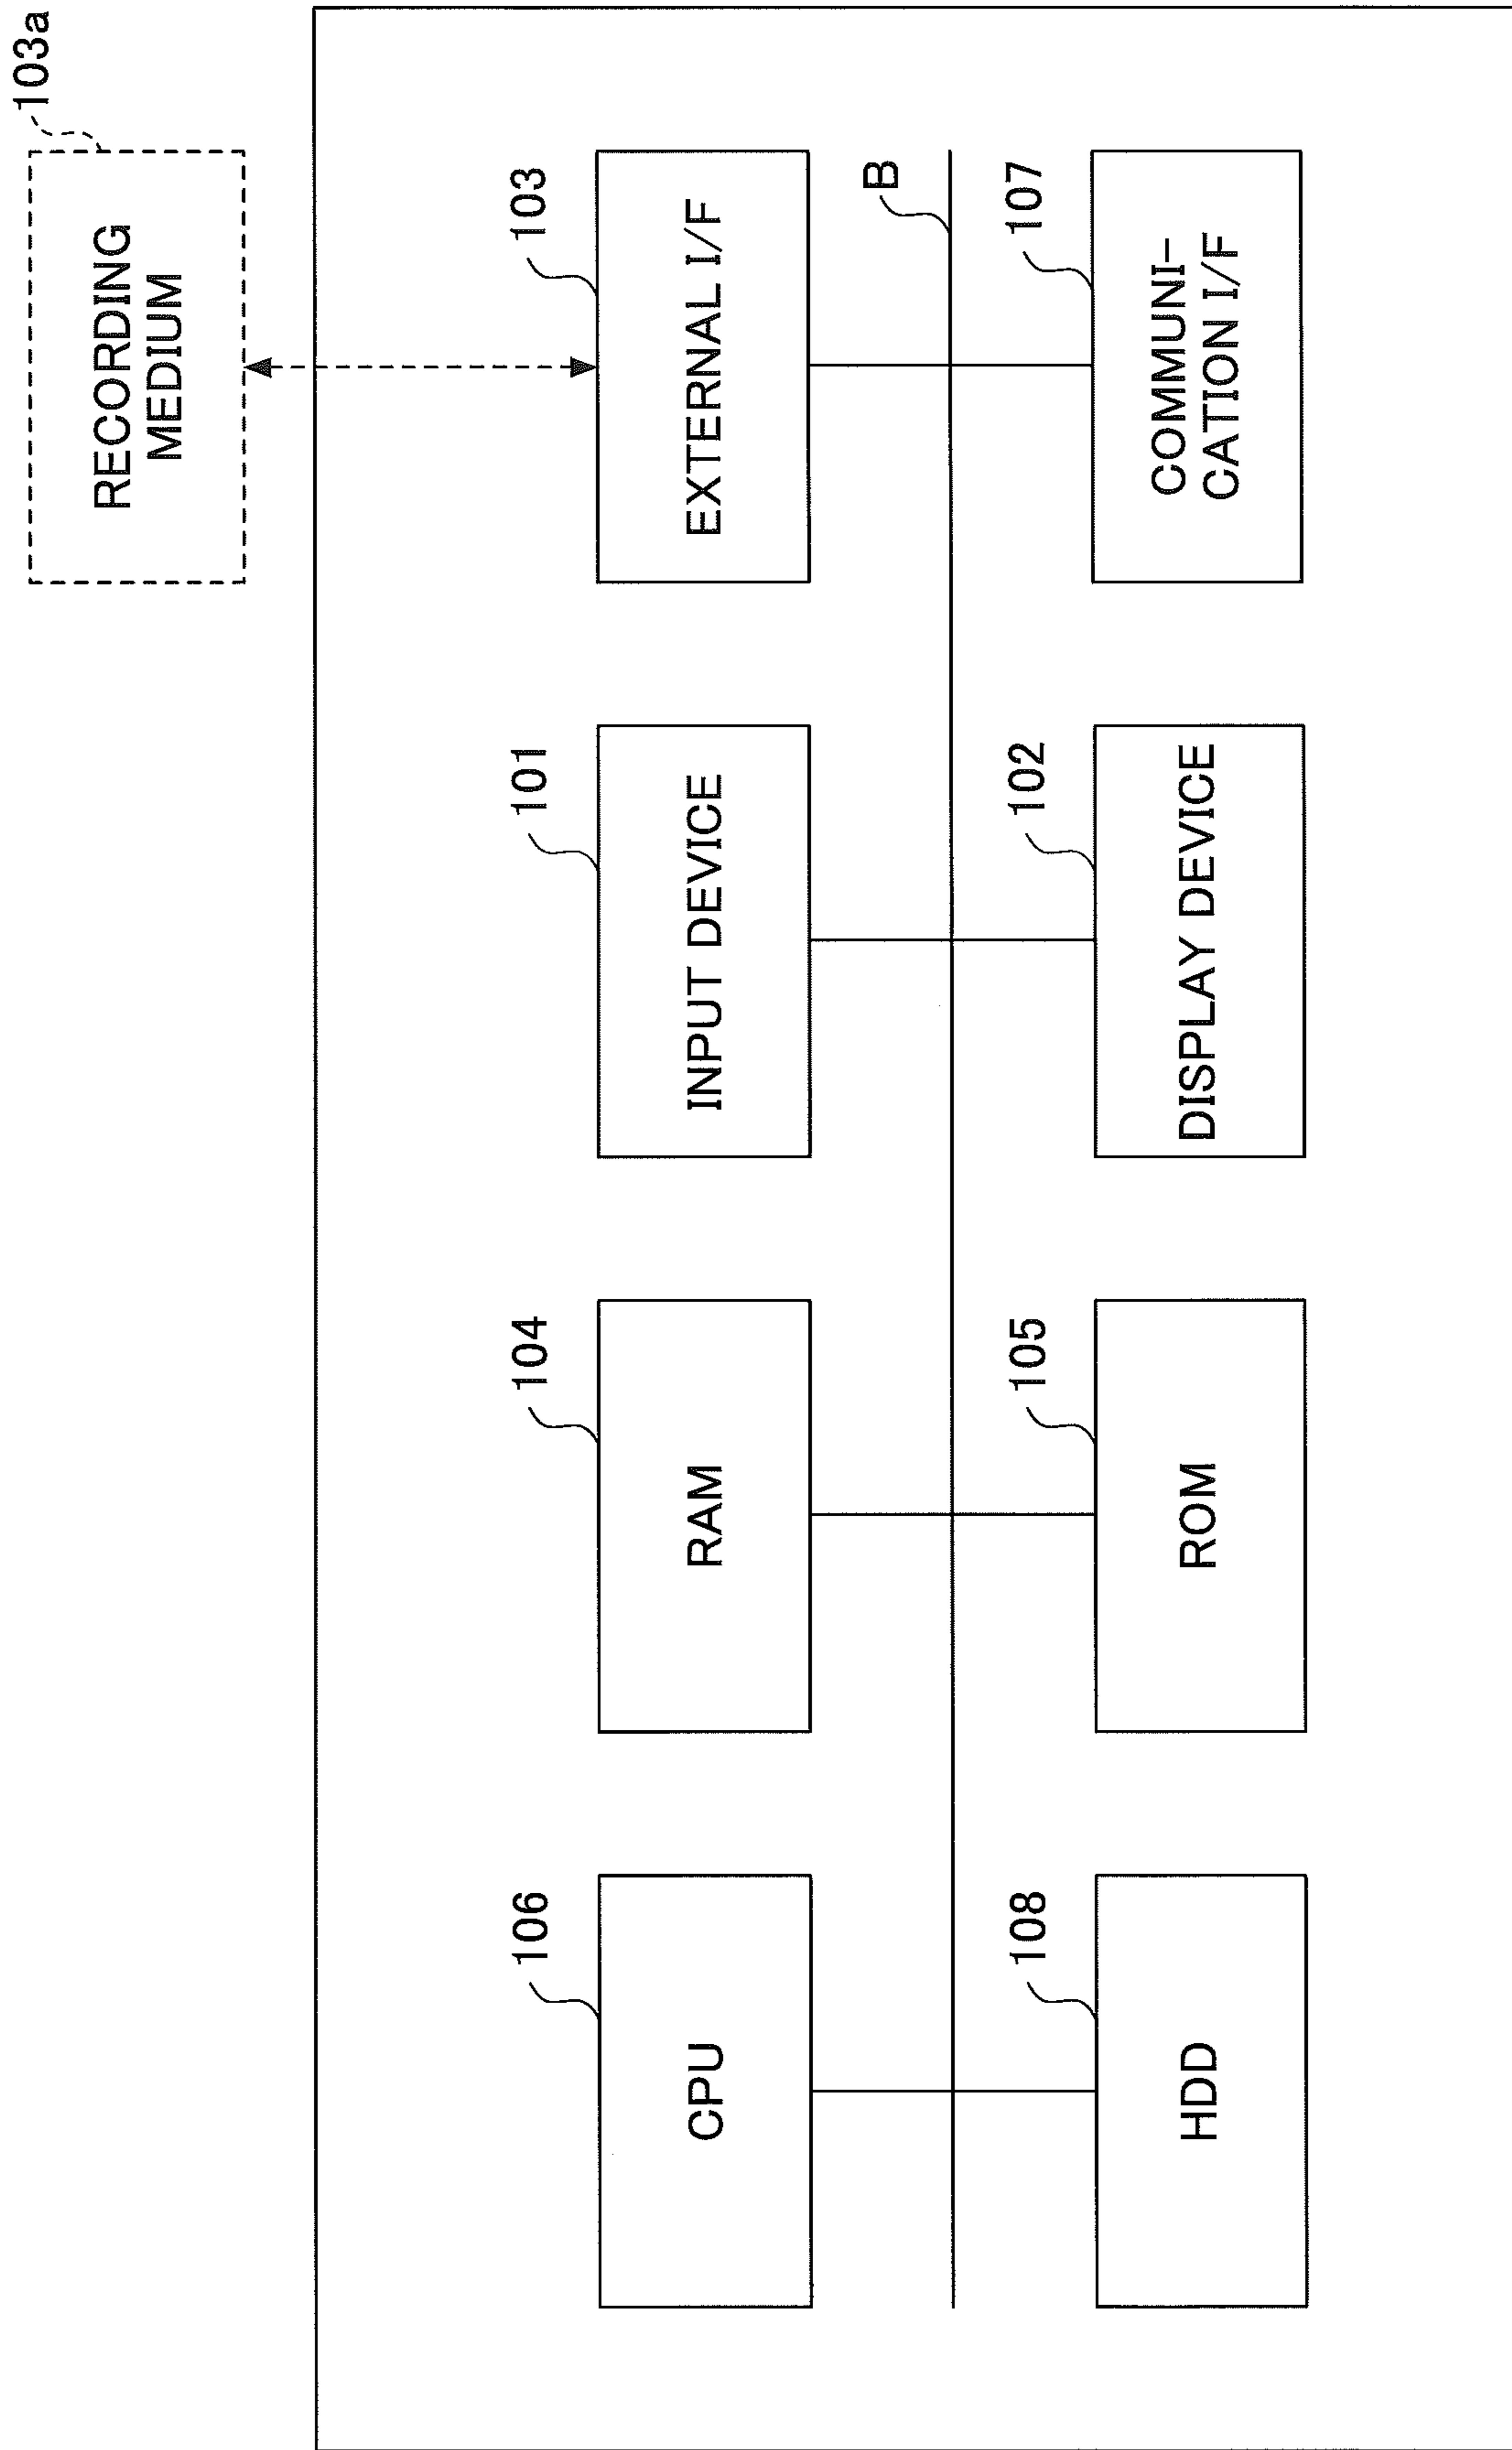 103a
RECORDING
MEDIUM
106
CPU
104
RAM
101
INPUT DEVICE
103
EXTERNAL I/F
B
108
HDD
105
ROM
102
DISPLAY DEVICE
107
COMMUNI-
CATION I/F